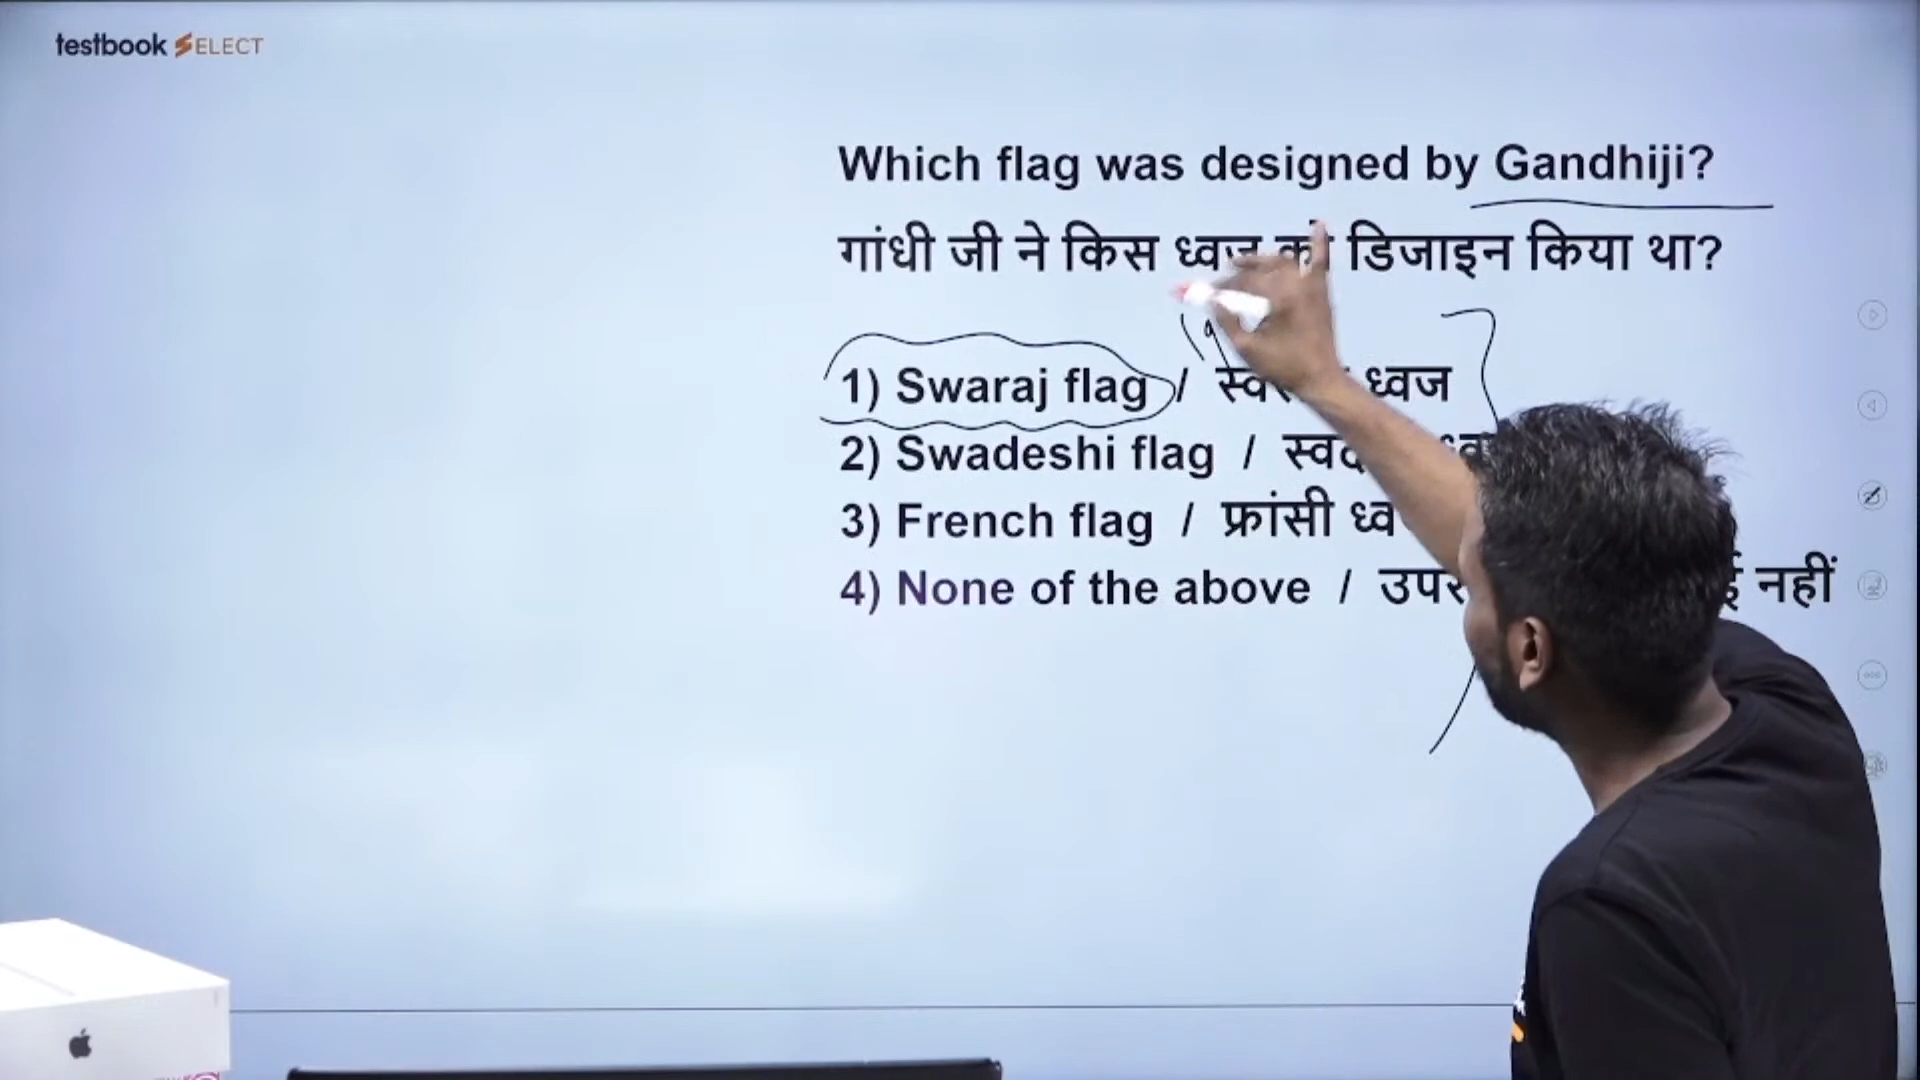 testbook SELECT
Which flag was designed by Gandhiji?
गांधी जी ने किस ध्वज को डिजाइन किया था?
1) Swaraj flag / ध्वज
2) Swadeshi flag /
3) French flag / फ्रांसी
4) None of the above / नहीं